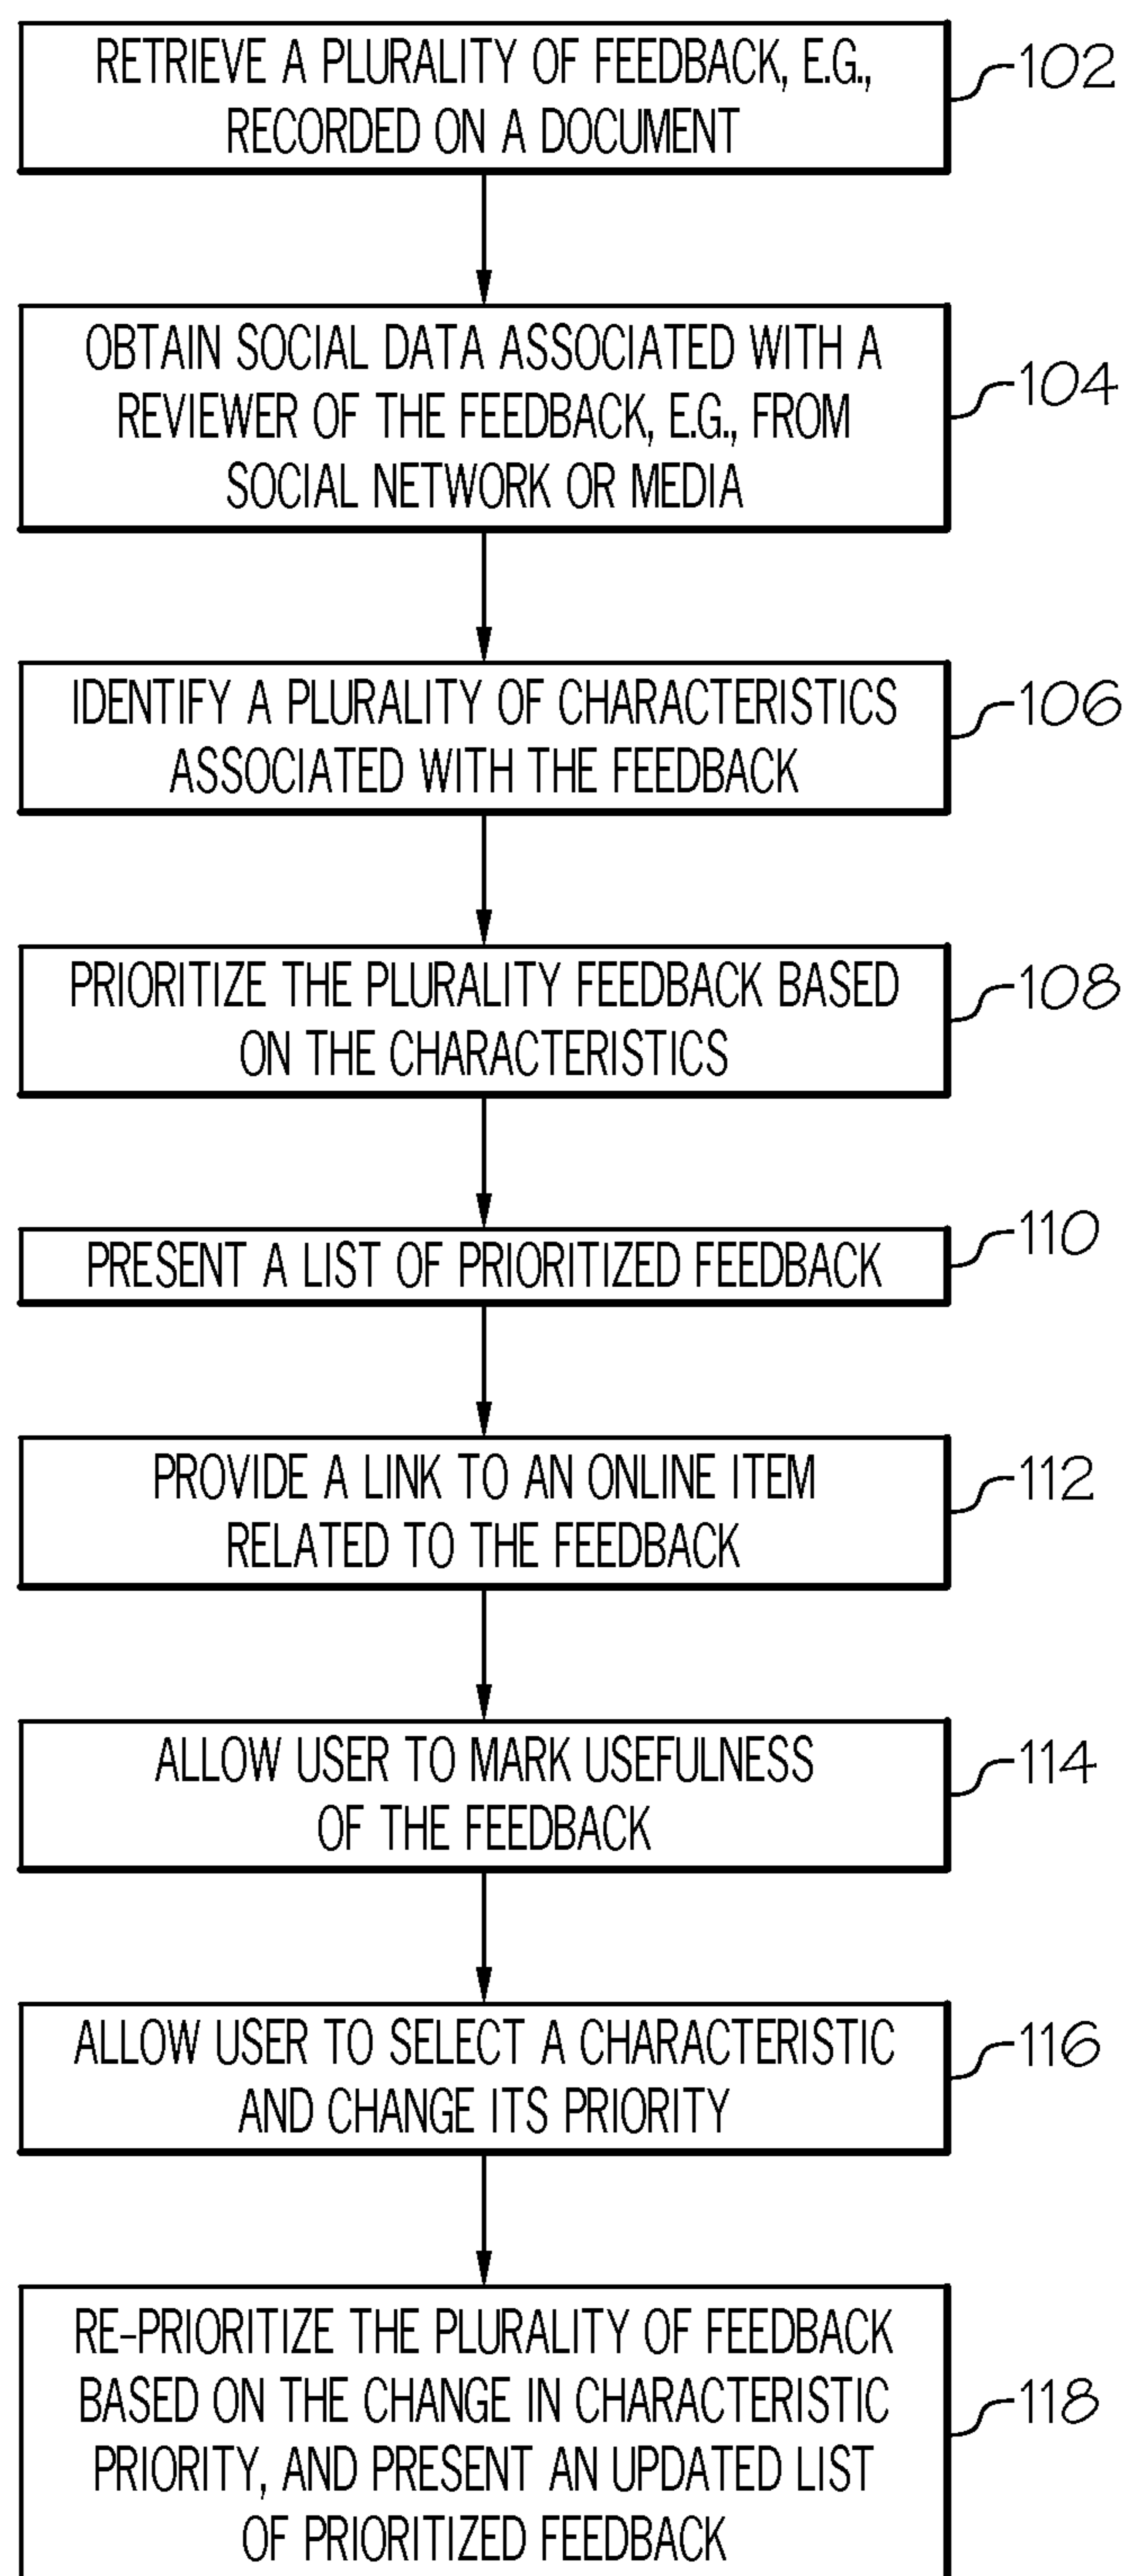 RETRIEVE A PLURALITY OF FEEDBACK, E.G.,
RECORDED ON A DOCUMENT
102
OBTAIN SOCIAL DATA ASSOCIATED WITH A
REVIEWER OF THE FEEDBACK, E.G., FROM
SOCIAL NETWORK OR MEDIA
104
IDENTIFY A PLURALITY OF CHARACTERISTICS
ASSOCIATED WITH THE FEEDBACK
106
PRIORITIZE THE PLURALITY FEEDBACK BASED
ON THE CHARACTERISTICS
108
PRESENT A LIST OF PRIORITIZED FEEDBACK
110
PROVIDE A LINK TO AN ONLINE ITEM
RELATED TO THE FEEDBACK
112
ALLOW USER TO MARK USEFULNESS
OF THE FEEDBACK
114
ALLOW USER TO SELECT A CHARACTERISTIC
AND CHANGE ITS PRIORITY
116
RE-PRIORITIZE THE PLURALITY OF FEEDBACK
BASED ON THE CHANGE IN CHARACTERISTIC
PRIORITY, AND PRESENT AN UPDATED LIST
OF PRIORITIZED FEEDBACK
118